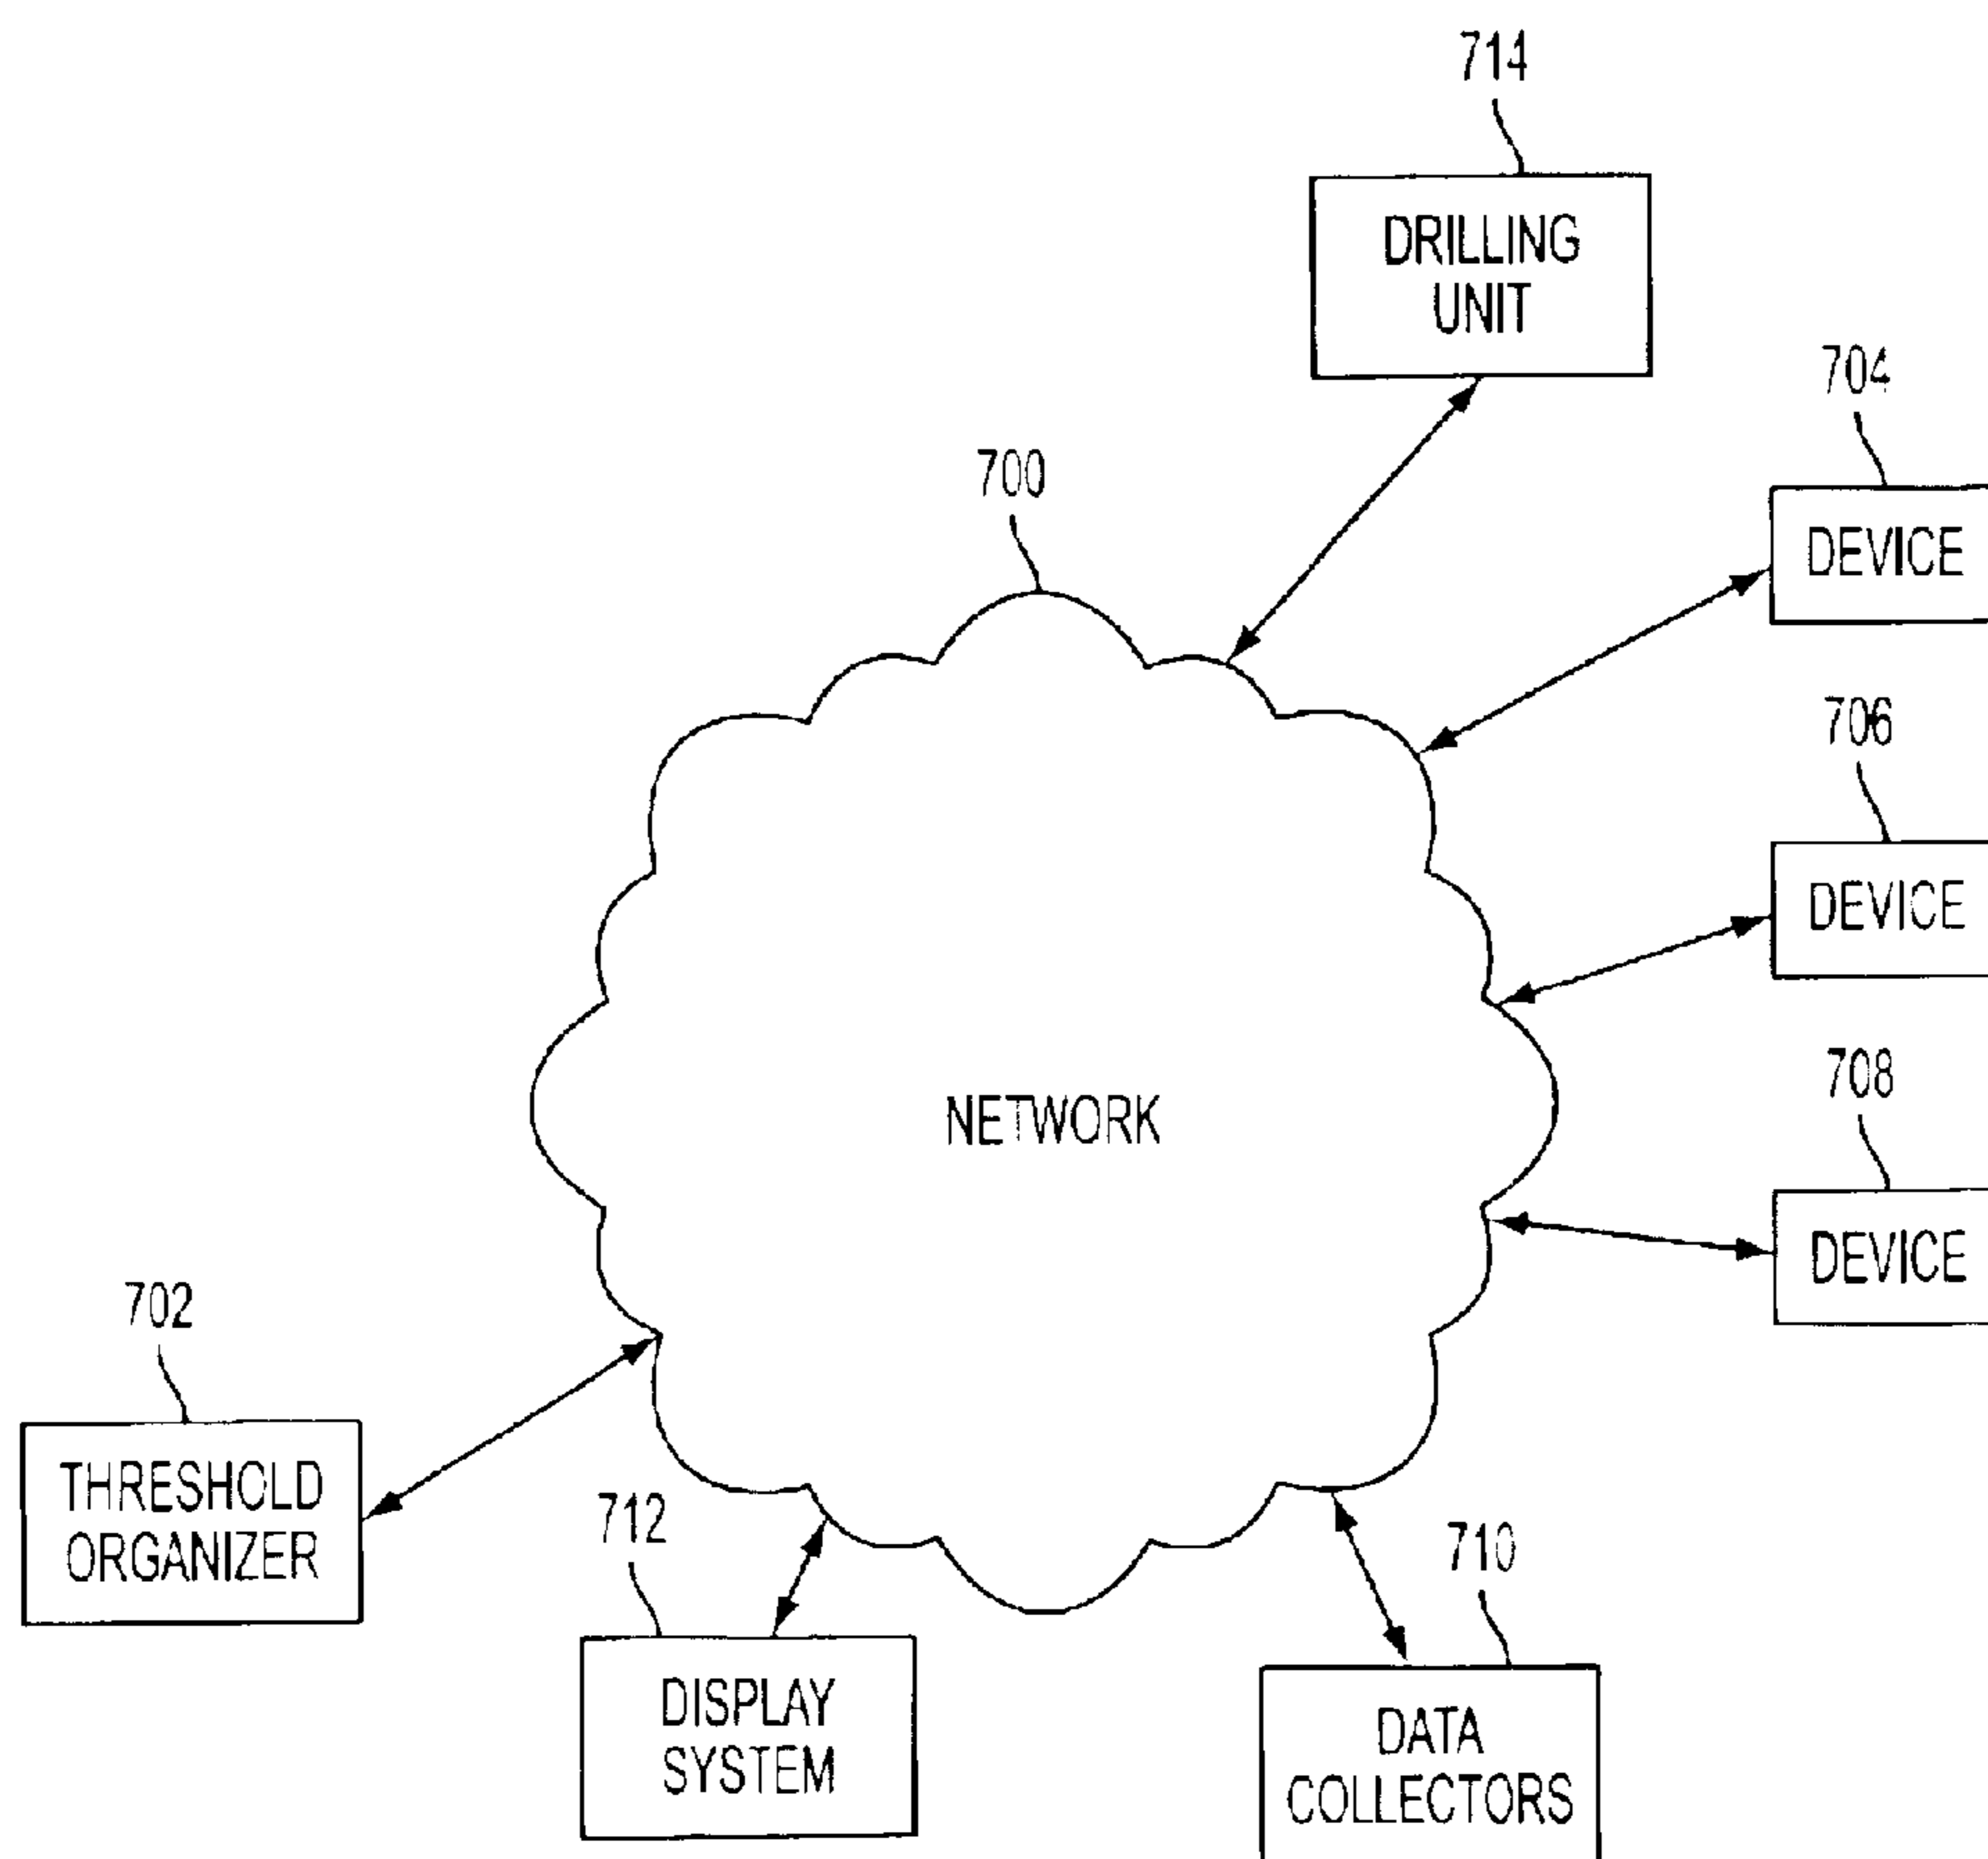 714
DRILLING
UNIT
704
DEVICE
700
706
DEVICE
NETWORK
708
DEVICE
702
THRESHOLD
ORGANIZER
712
DISPLAY
SYSTEM
710
DATA
COLLECTORS